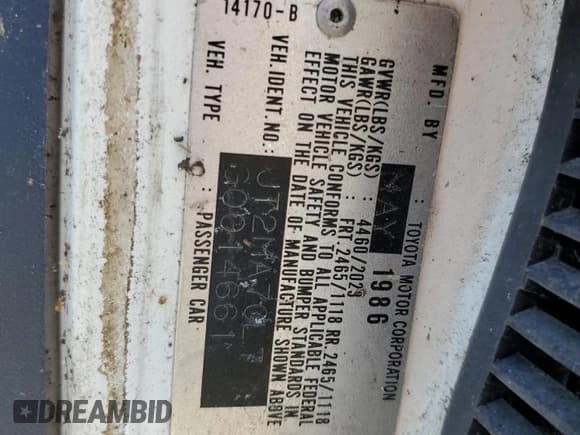 14170-B
MFD. BY : TOYOTA MOTOR CORPORATION
MAY 1986
GVWR(LBS/KGS) : 4460/2023
GAWR(LBS/KGS) : FRT.2465/1118 RR.2465/1118
THIS VEHICLE CONFORMS TO ALL APPLICABLE FEDERAL
MOTOR VEHICLE SAFETY AND BUMPER STANDARDS IN
EFFECT ON THE DATE OF MANUFACTURE SHOWN ABOVE
VEH. IDENT. NO.:
VEH. TYPE : PASSENGER CAR
DREAMBID